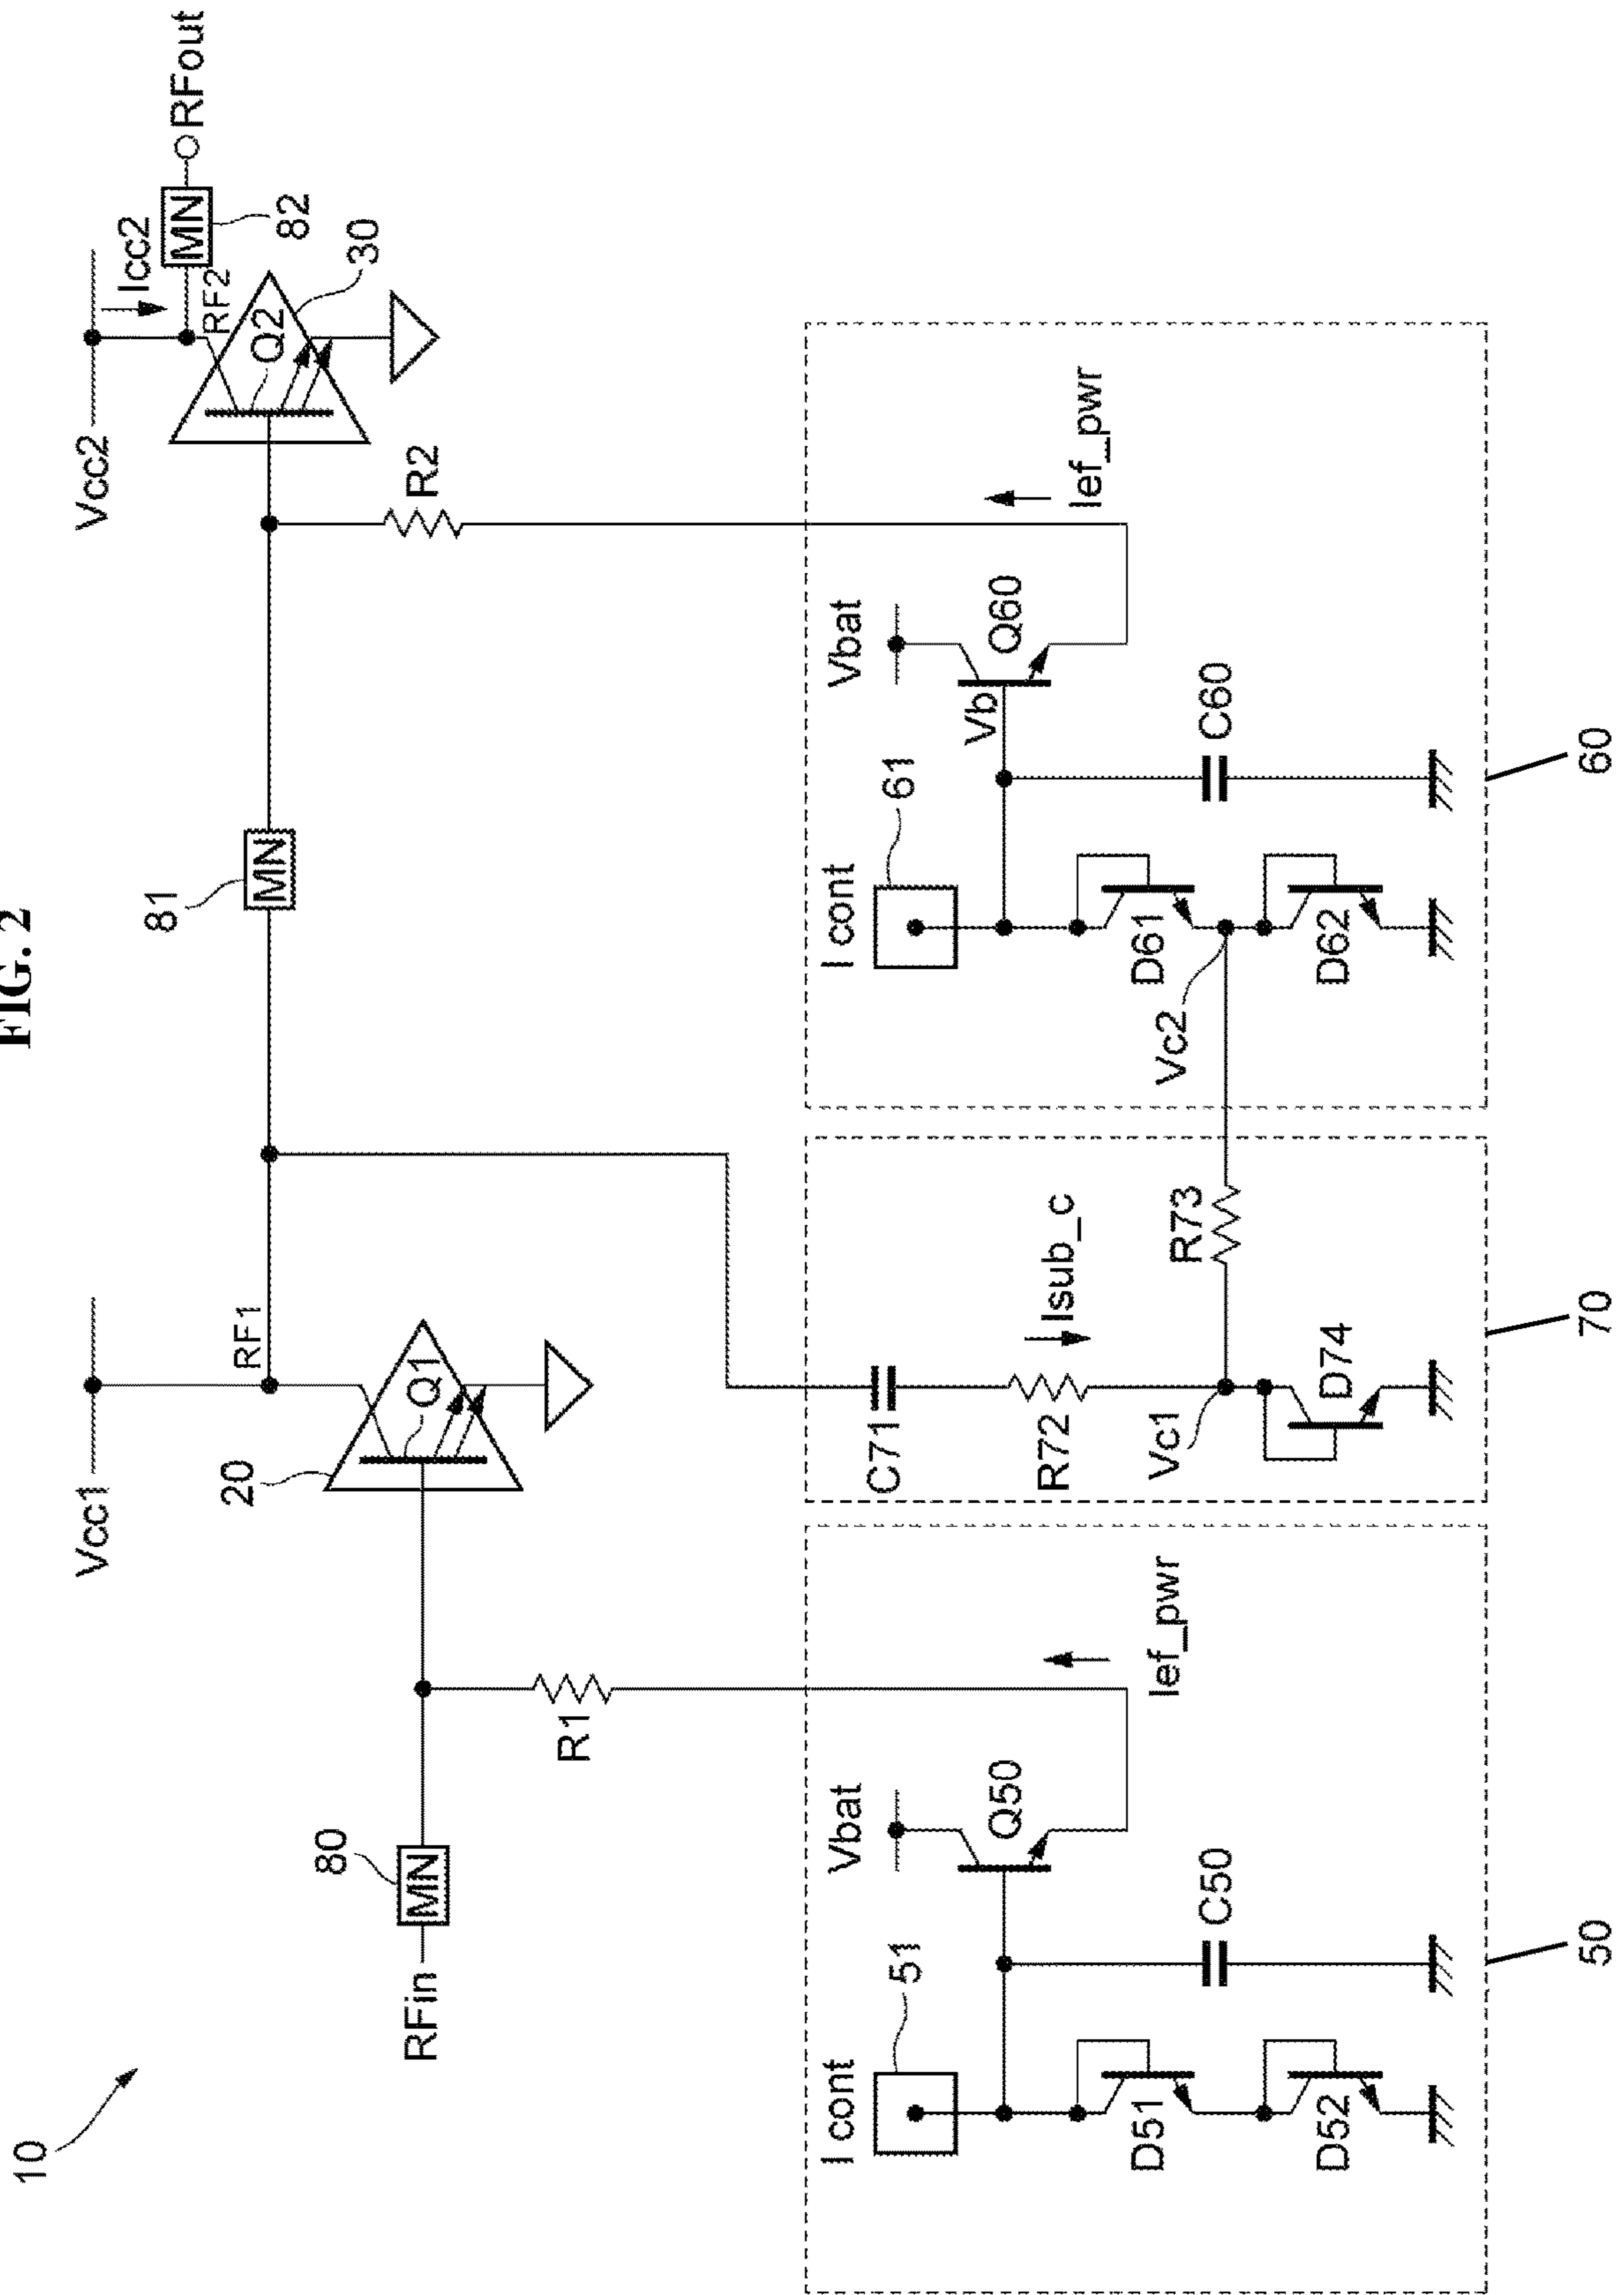 FIG. 2
10
Vcc1
Vcc2
Icc2
RF1
RF2
MN
82
RFout
20
Q1
81
MN
Q2
30
RFin
80
MN
R1
R2
I cont
51
Vbat
Q50
Ief_pwr
D51
D52
C50
50
C71
R72
Isub_c
Vc1
D74
R73
70
I cont
61
Vbat
Vb
Q60
Ief_pwr
Vc2
D61
D62
C60
60